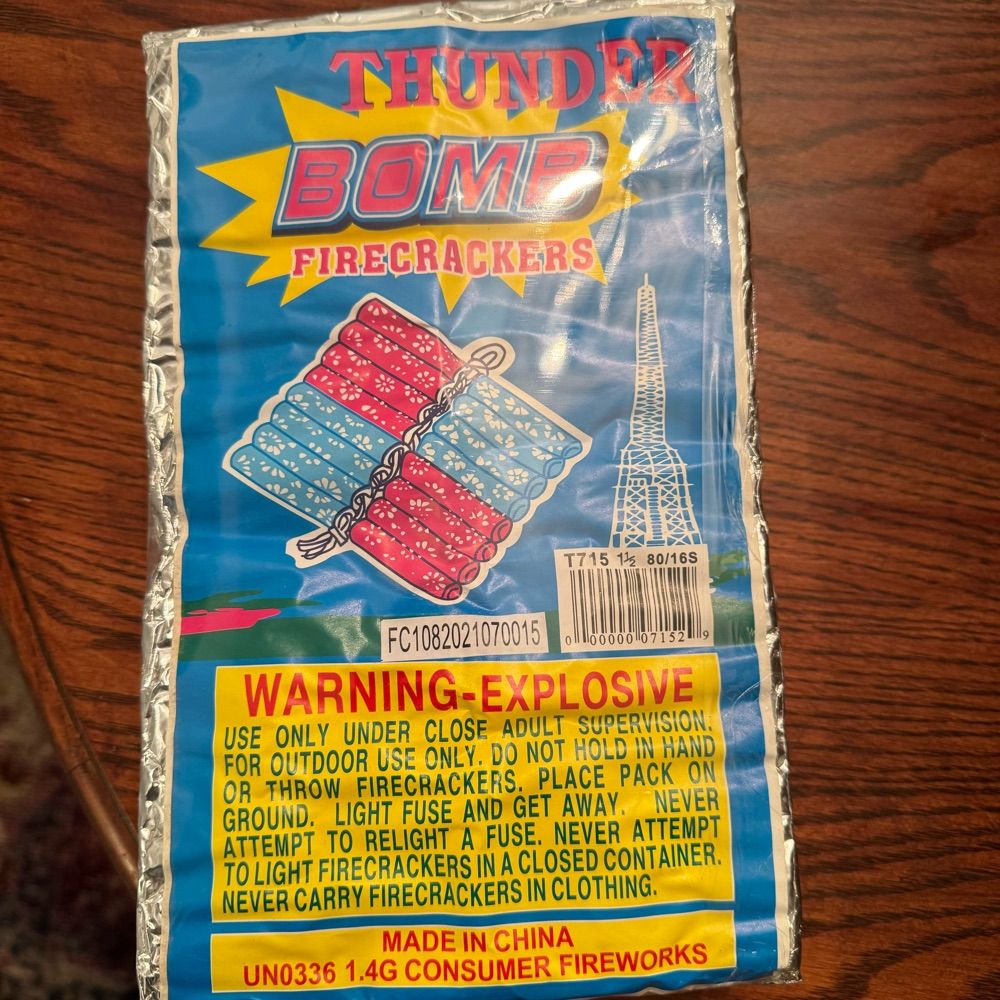 THUNDER
BOMB
FIRECRACKERS
T715 1½ 80/16S
0 00000 07152 9
FC1082021070015
WARNING-EXPLOSIVE
USE ONLY UNDER CLOSE ADULT SUPERVISION.
FOR OUTDOOR USE ONLY. DO NOT HOLD IN HAND
OR THROW FIRECRACKERS. PLACE PACK ON
GROUND. LIGHT FUSE AND GET AWAY. NEVER
ATTEMPT TO RELIGHT A FUSE. NEVER ATTEMPT
TO LIGHT FIRECRACKERS IN A CLOSED CONTAINER.
NEVER CARRY FIRECRACKERS IN CLOTHING.
MADE IN CHINA
UN0336 1.4G CONSUMER FIREWORKS